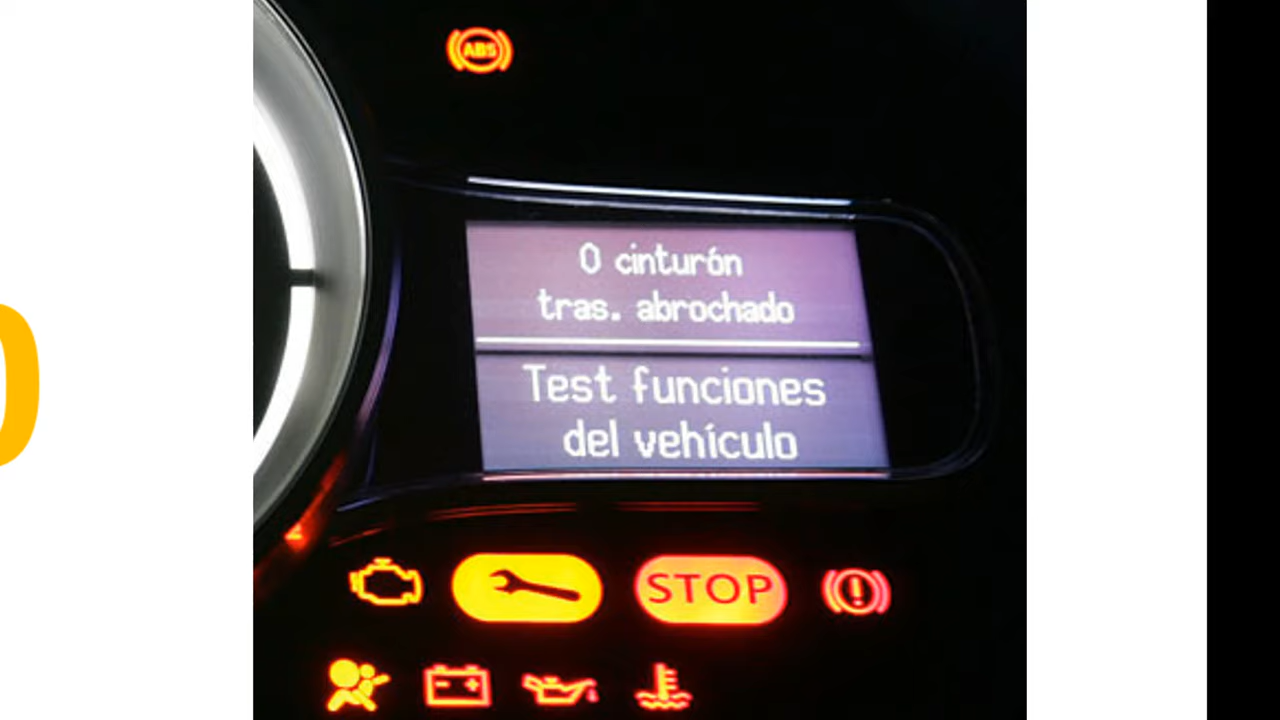 ABS
0 cinturón
tras. abrochado
Test funciones
del vehículo
STOP